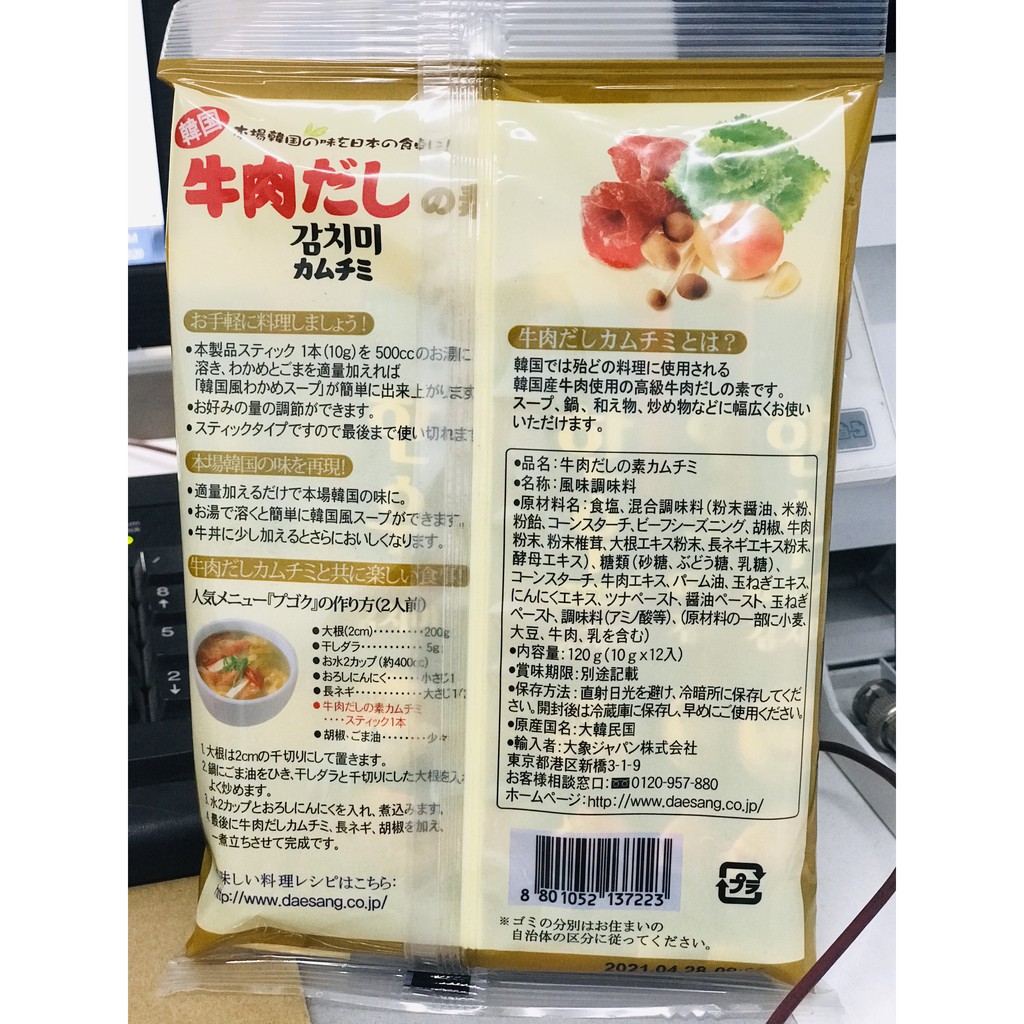 韓国
本場韓国の味を日本の食卓に!
牛肉だしの素
감치미
カムチミ
お手軽に料理しましょう!
•本製品スティック 1本(10g)を 500ccのお湯に
溶き、わかめとごまを適量加えれば
「韓国風わかめスープ」が簡単に出来上がります
•お好みの量の調節ができます。
•スティックタイプですので最後まで使い切れます
本場韓国の味を再現!
•適量加えるだけで本場韓国の味に。
•お湯で溶くと簡単に韓国風スープができます。
•牛丼に少し加えるとさらにおいしくなります。
牛肉だしカムチミと共に楽しい食
人気メニュー『プゴク』の作り方(2人前)
•大根(2cm)・・・・・・・・・200g
•干しダラ・・・・・・・・・・5g
•お水2カップ(約400cc)
•おろしにんにく・・・・・・小さじ1
•長ネギ・・・・・・・・・・・大さじ1/2
•牛肉だしの素カムチミ
・・・・スティック1本
•胡椒、ごま油・・・・・・少々
1.大根は2cmの千切りにして置きます。
2.鍋にごま油をひき、干しダラと千切りにした大根を入
よく炒めます。
3.水2カップとおろしにんにくを入れ、煮込みます。
4.最後に牛肉だしカムチミ、長ネギ、胡椒を加え、
一煮立ちさせて完成です。
味しい料理レシピはこちら:
http://www.daesang.co.jp/
牛肉だしカムチミとは?
韓国では殆どの料理に使用される
韓国産牛肉使用の高級牛肉だしの素です。
スープ、鍋、和え物、炒め物などに幅広くお使い
いただけます。
•品名:牛肉だしの素カムチミ
•名称:風味調味料
•原材料名:食塩、混合調味料(粉末醤油、米粉、
粉飴、コーンスターチ、ビーフシーズニング、胡椒、牛肉
粉末、粉末椎茸、大根エキス粉末、長ネギエキス粉末、
酵母エキス)、糖類(砂糖、ぶどう糖、乳糖)、
コーンスターチ、牛肉エキス、パーム油、玉ねぎエキス、
にんにくエキス、ツナペースト、醤油ペースト、玉ねぎ
ペースト、調味料(アミノ酸等)、(原材料の一部に小麦、
大豆、牛肉、乳を含む)
•内容量:120g(10g×12入)
•賞味期限:別途記載
•保存方法:直射日光を避け、冷暗所に保存してくだ
さい。開封後は冷蔵庫に保存し、早めにご使用ください。
•原産国名:大韓民国
•輸入者:大象ジャパン株式会社
東京都港区新橋3-1-9
お客様相談窓口:0120-957-880
ホームページ:http://www.daesang.co.jp/
8 801052 137223
プラ
※ゴミの分別はお住まいの
自治体の区分に従ってください。
2021.04.28
8
5
2